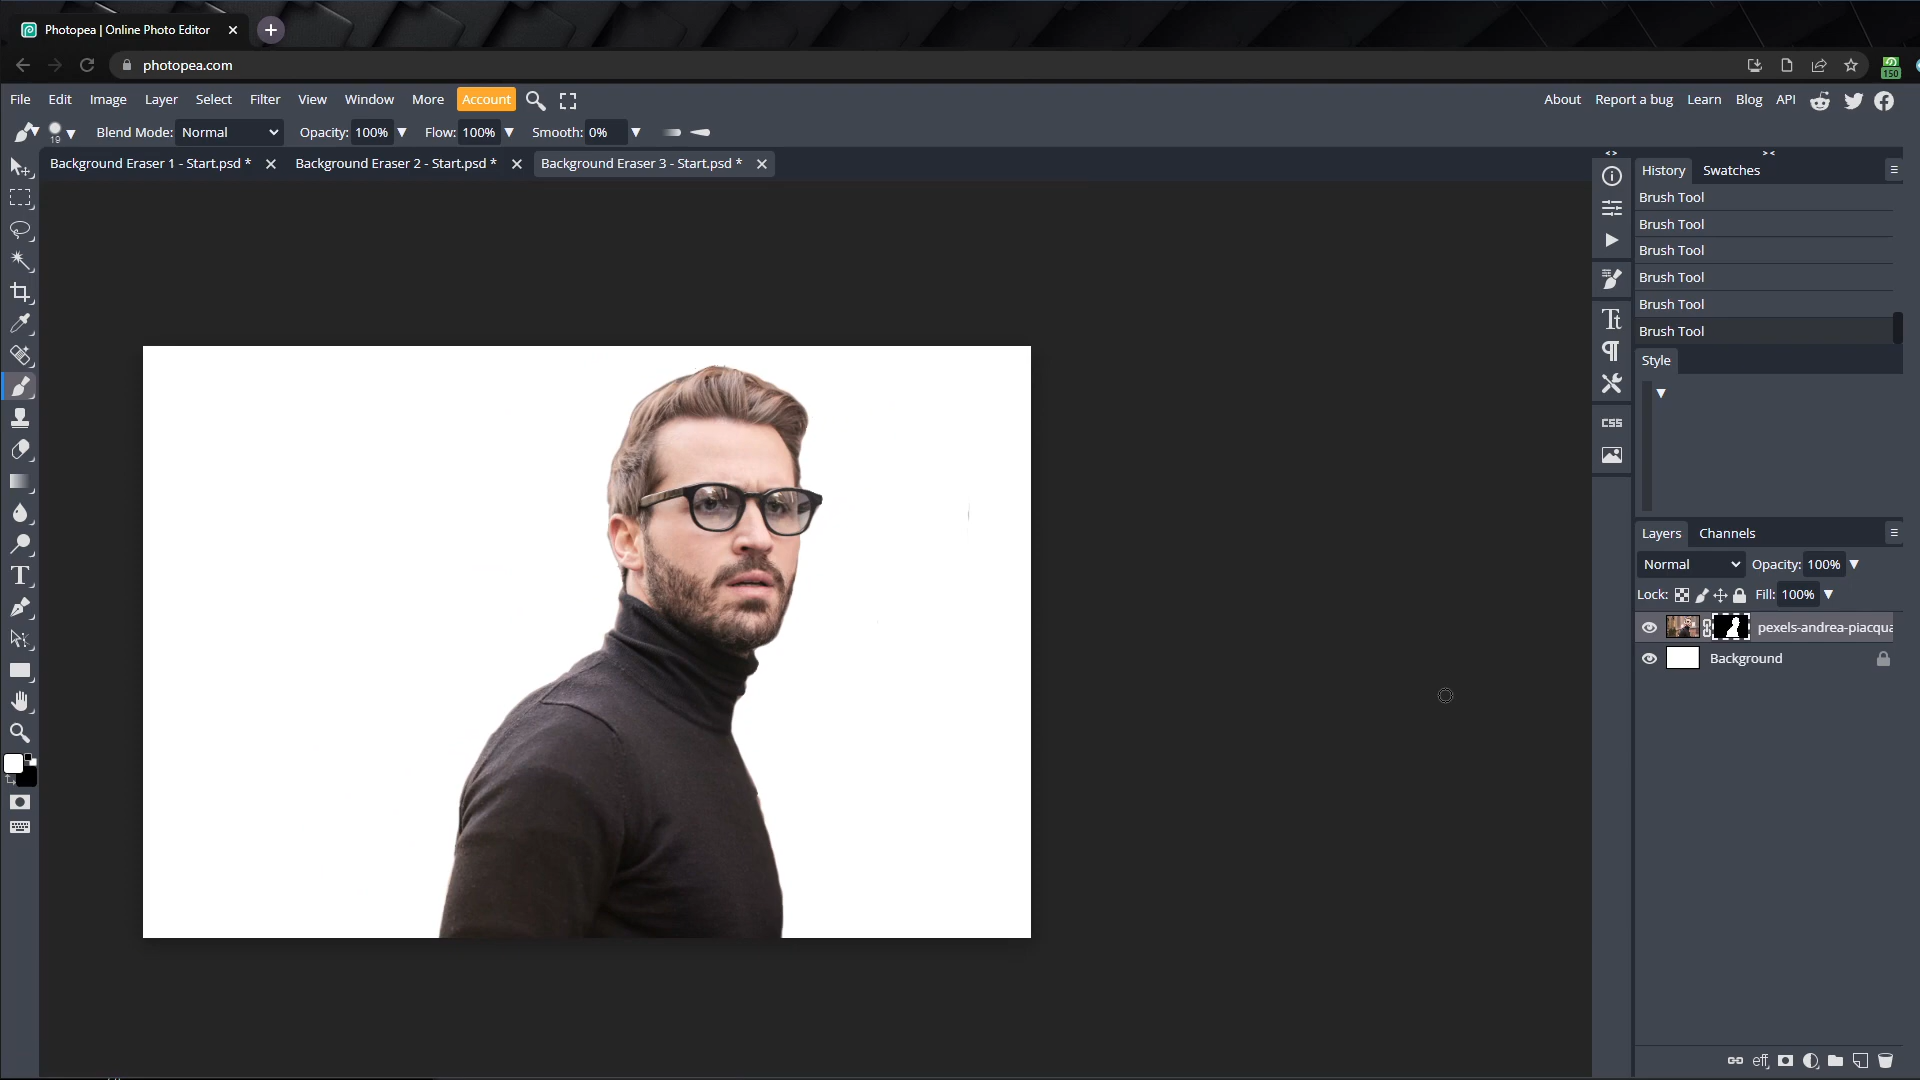 Photopea | Online Photo Editor
photopea.com
150
File Edit Image Layer Select Filter View Window More Account
About Report a bug Learn Blog API
19 Blend Mode: Normal Opacity: 100% Flow: 100% Smooth: 0%
Background Eraser 1 - Start.psd * Background Eraser 2 - Start.psd * Background Eraser 3 - Start.psd *
< > > <
History Swatches
Brush Tool
Brush Tool
Brush Tool
Brush Tool
Brush Tool
Brush Tool
Style
CSS
Layers Channels
Normal Opacity: 100%
Lock: Fill: 100%
pexels-andrea-piacqua
Background
eff